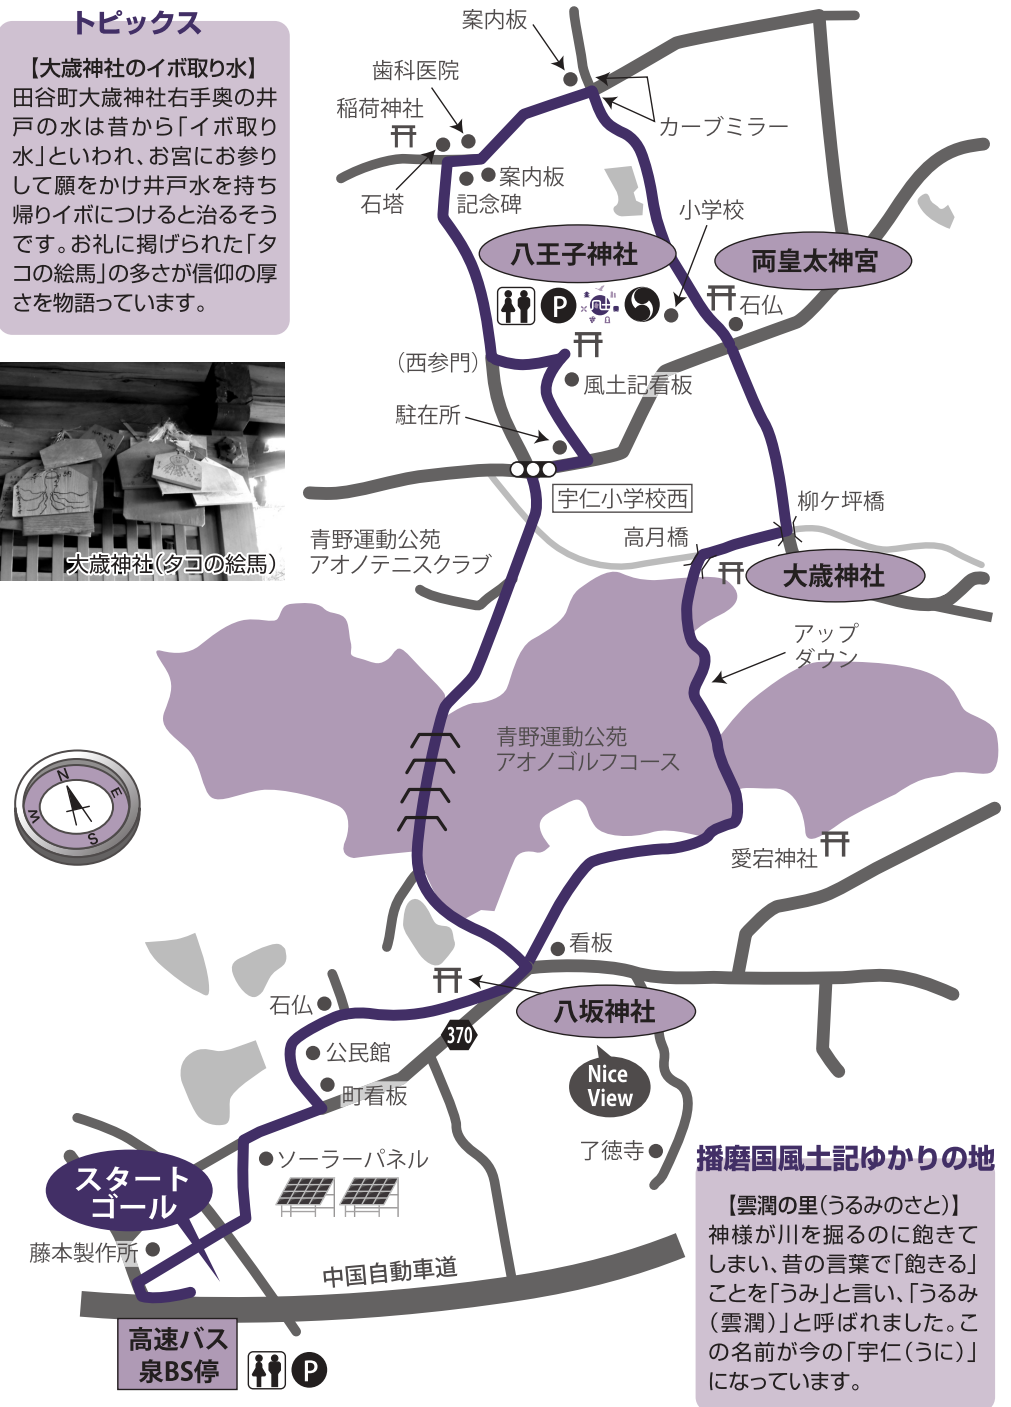 トピックス
【大歳神社のイボ取り水】
田谷町大歳神社右手奥の井
戸の水は昔から「イボ取り
水」といわれ、お宮にお参り
して願をかけ井戸水を持ち
帰りイボにつけると治るそう
です。お礼に掲げられた「タ
コの絵馬」の多さが信仰の厚
さを物語っています。
大歳神社（タコの絵馬）
案内板
歯科医院
稲荷神社
カーブミラー
石塔
案内板
記念碑
小学校
八王子神社
両皇太神宮
P
石仏
（西参門）
風土記看板
駐在所
宇仁小学校西
柳ケ坪橋
高月橋
青野運動公苑
アオノテニスクラブ
大歳神社
アップ
ダウン
青野運動公苑
アオノゴルフコース
N
E
S
W
愛宕神社
看板
石仏
八坂神社
370
公民館
町看板
Nice
View
了徳寺
ソーラーパネル
スタート
ゴール
藤本製作所
中国自動車道
高速バス
泉BS停
P
播磨国風土記ゆかりの地
【雲潤の里（うるみのさと）】
神様が川を掘るのに飽きて
しまい、昔の言葉で「飽きる」
ことを「うみ」と言い、「うるみ
（雲潤）」と呼ばれました。こ
の名前が今の「宇仁（うに）」
になっています。